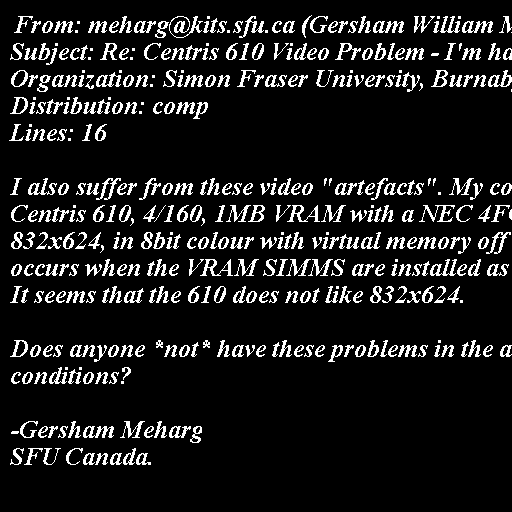 From: meharg@kits.sfu.ca (Gersham William M
Subject: Re: Centris 610 Video Problem - I'm ha
Organization: Simon Fraser University, Burnaby
Distribution: comp
Lines: 16

I also suffer from these video "artefacts". My co
Centris 610, 4/160, 1MB VRAM with a NEC 4FG
832x624, in 8bit colour with virtual memory off
occurs when the VRAM SIMMS are installed as
It seems that the 610 does not like 832x624.

Does anyone *not* have these problems in the a
conditions?

-Gersham Meharg
SFU Canada.